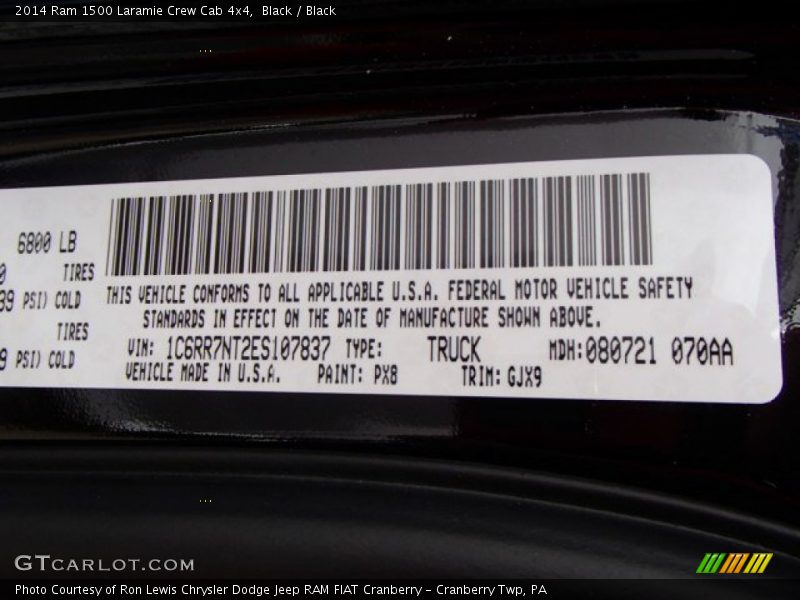 2014 Ram 1500 Laramie Crew Cab 4x4, Black / Black
6800 LB
TIRES
39 PSI) COLD
TIRES
9 PSI) COLD
THIS VEHICLE CONFORMS TO ALL APPLICABLE U.S.A. FEDERAL MOTOR VEHICLE SAFETY
STANDARDS IN EFFECT ON THE DATE OF MANUFACTURE SHOWN ABOVE.
VIN: 1C6RR7NT2ES107837 TYPE: TRUCK MDH:080721 070AA
VEHICLE MADE IN U.S.A. PAINT: PX8 TRIM: GJX9
GTCARLOT.COM
Photo Courtesy of Ron Lewis Chrysler Dodge Jeep RAM FIAT Cranberry – Cranberry Twp, PA